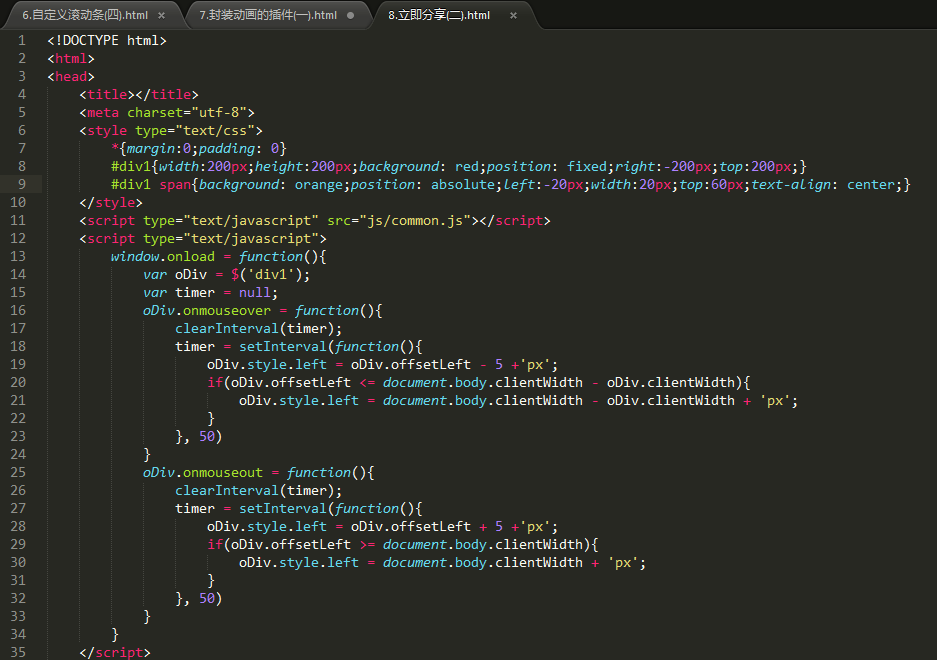 6.自定义滚动条(四).html × 7.封装动画的插件(一).html ● 8.立即分享(二).html ×
1 <!DOCTYPE html>
2 <html>
3 <head>
4     <title></title>
5     <meta charset="utf-8">
6     <style type="text/css">
7         *{margin:0;padding: 0}
8         #div1{width:200px;height:200px;background: red;position: fixed;right:-200px;top:200px;}
9         #div1 span{background: orange;position: absolute;left:-20px;width:20px;top:60px;text-align: center;}
10     </style>
11     <script type="text/javascript" src="js/common.js"></script>
12     <script type="text/javascript">
13         window.onload = function(){
14             var oDiv = $('div1');
15             var timer = null;
16             oDiv.onmouseover = function(){
17                 clearInterval(timer);
18                 timer = setInterval(function(){
19                     oDiv.style.left = oDiv.offsetLeft - 5 +'px';
20                     if(oDiv.offsetLeft <= document.body.clientWidth - oDiv.clientWidth){
21                         oDiv.style.left = document.body.clientWidth - oDiv.clientWidth + 'px';
22                     }
23                 }, 50)
24             }
25             oDiv.onmouseout = function(){
26                 clearInterval(timer);
27                 timer = setInterval(function(){
28                     oDiv.style.left = oDiv.offsetLeft + 5 +'px';
29                     if(oDiv.offsetLeft >= document.body.clientWidth){
30                         oDiv.style.left = document.body.clientWidth + 'px';
31                     }
32                 }, 50)
33             }
34         }
35     </script>